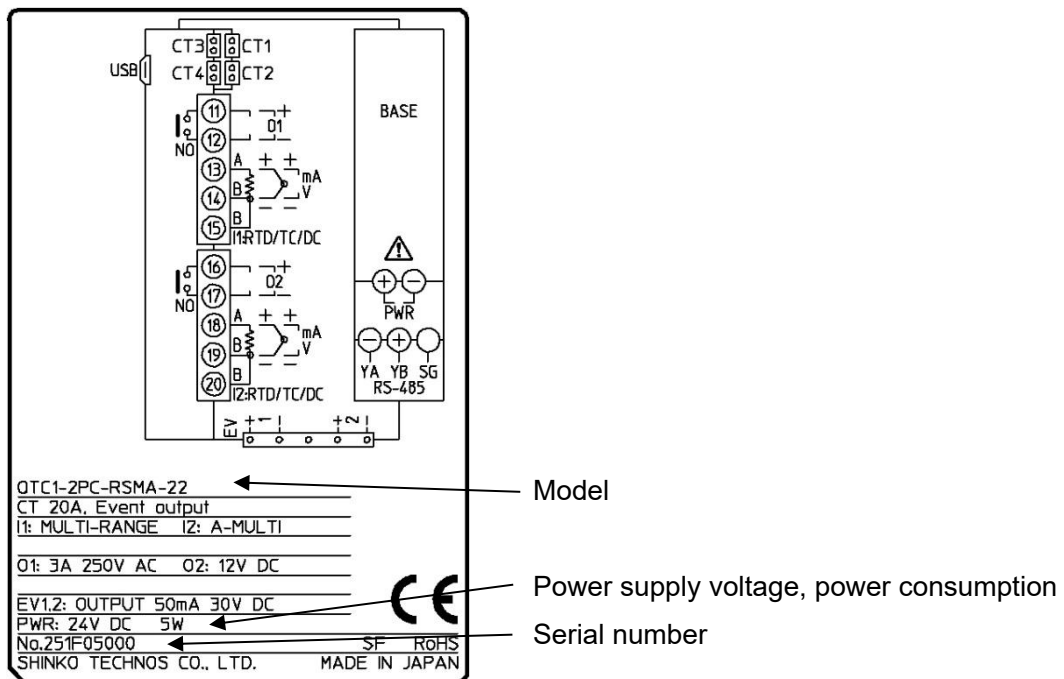 CT3 CT1
USB CT4 CT2
BASE
11 +
O1
12 −
NO
A + +
13 mA
B V
14 − −
B
15
I1:RTD/TC/DC
16 +
O2
17 −
NO
A + +
18 mA
B V
19 − −
B
20
I2:RTD/TC/DC
+ −
PWR
− +
YA YB SG
RS-485
EV + 1 − + 2 −
QTC1-2PC-RSMA-22
CT 20A, Event output
I1: MULTI-RANGE I2: A-MULTI
O1: 3A 250V AC O2: 12V DC
EV1,2: OUTPUT 50mA 30V DC
PWR: 24V DC 5W
No.251F05000 SF RoHS
SHINKO TECHNOS CO., LTD. MADE IN JAPAN
CE
Model
Power supply voltage, power consumption
Serial number